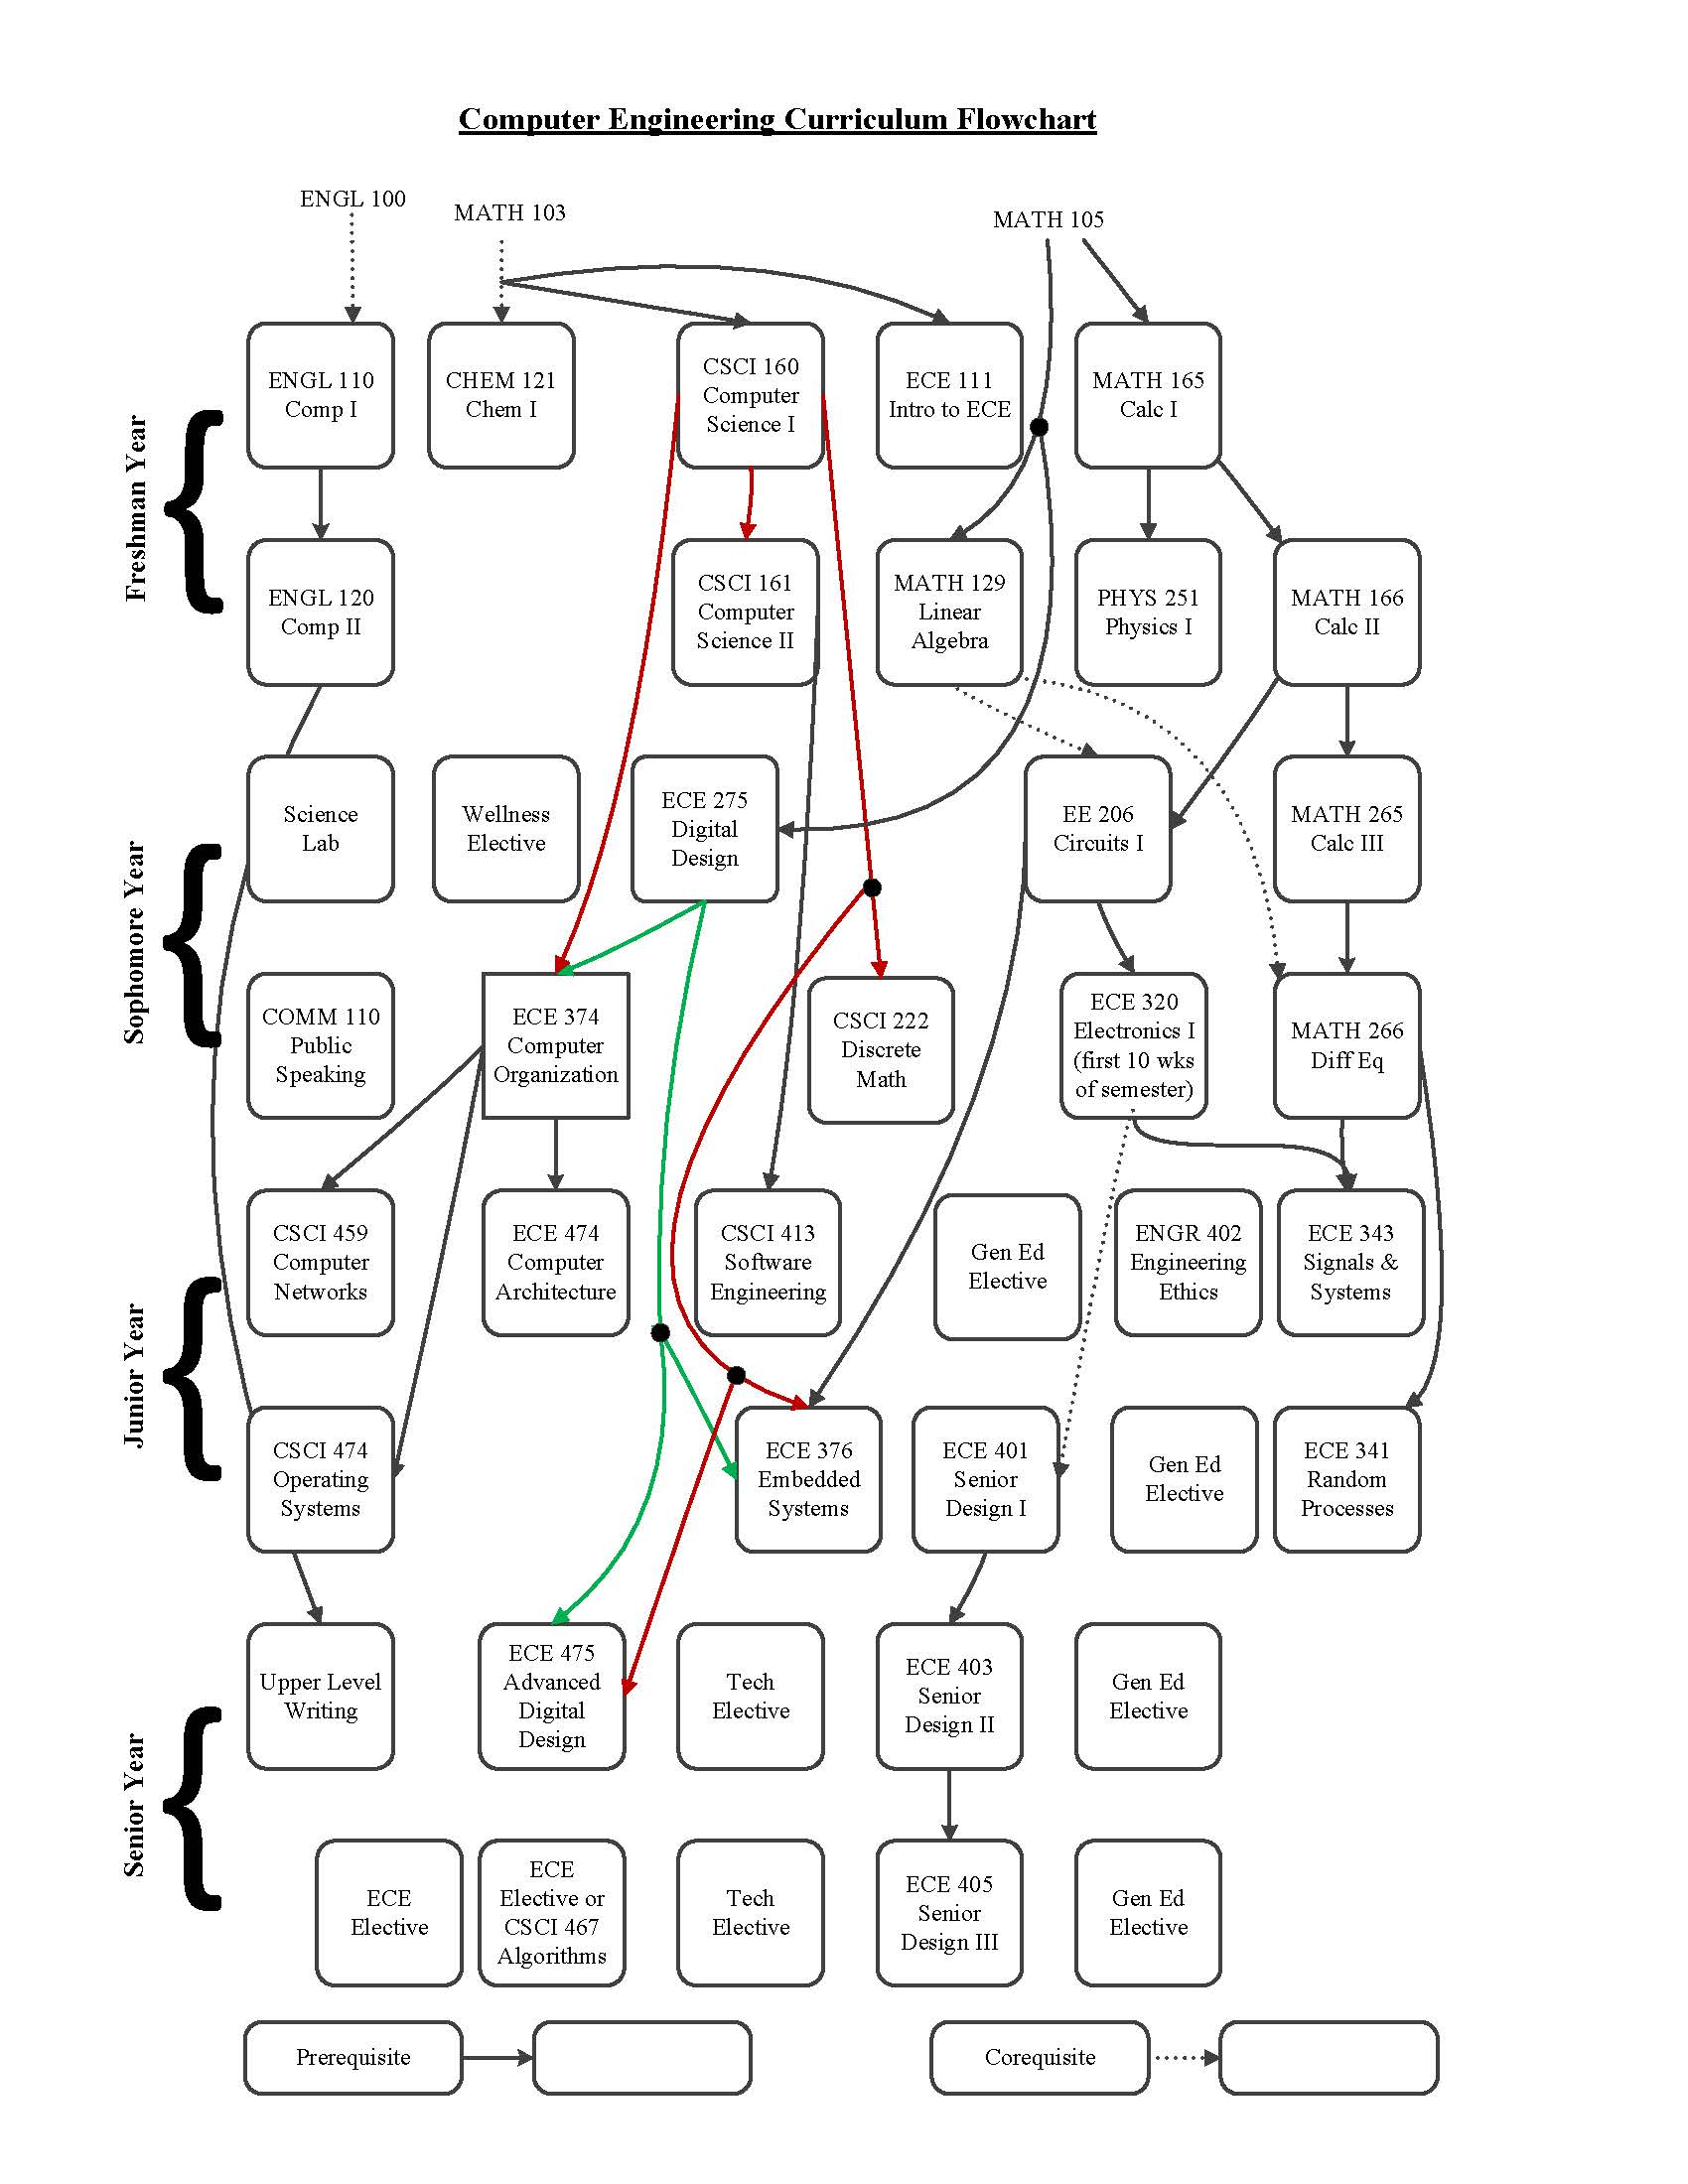 Computer Engineering Curriculum Flowchart
ENGL 100
MATH 103
MATH 105
Freshman Year
ENGL 110
Comp I
CHEM 121
Chem I
CSCI 160
Computer
Science I
ECE 111
Intro to ECE
MATH 165
Calc I
ENGL 120
Comp II
CSCI 161
Computer
Science II
MATH 129
Linear
Algebra
PHYS 251
Physics I
MATH 166
Calc II
Sophomore Year
Science
Lab
Wellness
Elective
ECE 275
Digital
Design
EE 206
Circuits I
MATH 265
Calc III
COMM 110
Public
Speaking
ECE 374
Computer
Organization
CSCI 222
Discrete
Math
ECE 320
Electronics I
(first 10 wks
of semester)
MATH 266
Diff Eq
Junior Year
CSCI 459
Computer
Networks
ECE 474
Computer
Architecture
CSCI 413
Software
Engineering
Gen Ed
Elective
ENGR 402
Engineering
Ethics
ECE 343
Signals &
Systems
CSCI 474
Operating
Systems
ECE 376
Embedded
Systems
ECE 401
Senior
Design I
Gen Ed
Elective
ECE 341
Random
Processes
Senior Year
Upper Level
Writing
ECE 475
Advanced
Digital
Design
Tech
Elective
ECE 403
Senior
Design II
Gen Ed
Elective
ECE
Elective
ECE
Elective or
CSCI 467
Algorithms
Tech
Elective
ECE 405
Senior
Design III
Gen Ed
Elective
Prerequisite
Corequisite